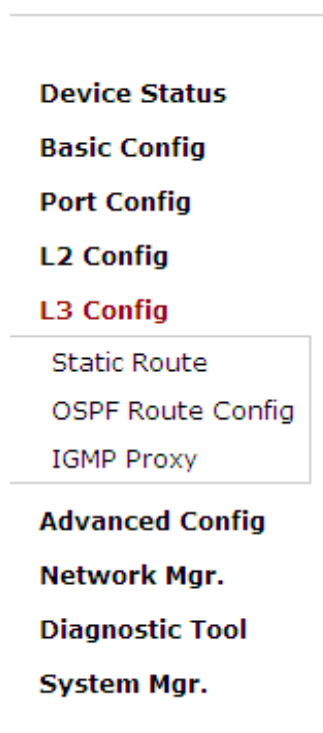 Device Status
Basic Config
Port Config
L2 Config
L3 Config
Static Route
OSPF Route Config
IGMP Proxy
Advanced Config
Network Mgr.
Diagnostic Tool
System Mgr.